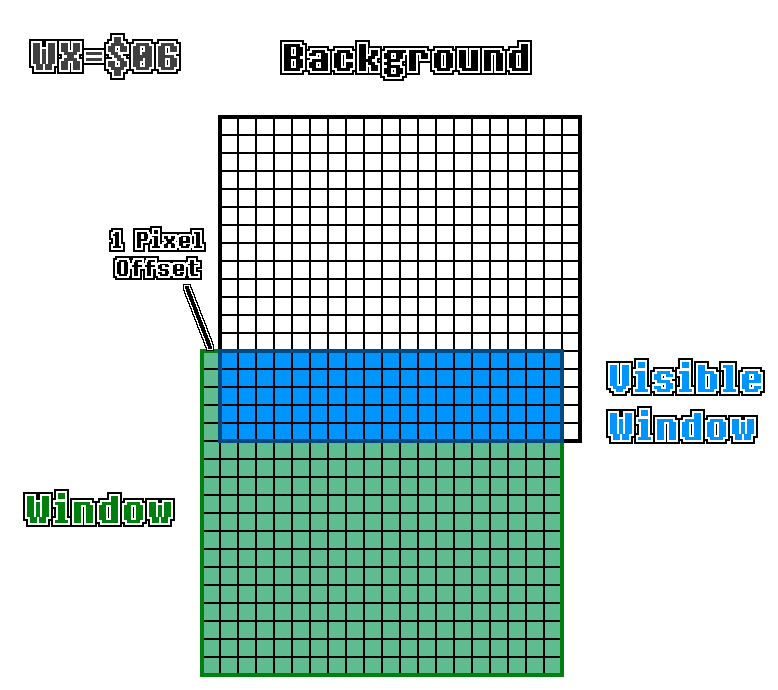 WX=$06
Background
1 Pixel
Offset
Visible
Window
Window